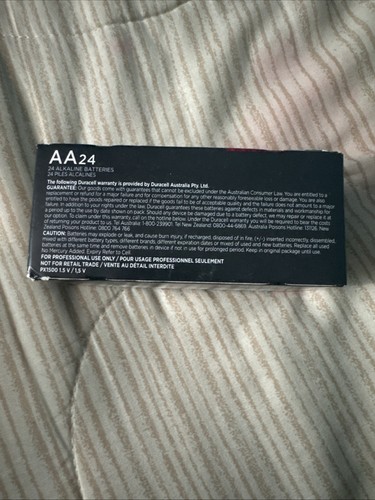 AA24
24 ALKALINE BATTERIES
24 PILES ALCALINES
The following Duracell warranty is provided by Duracell Australia Pty. Ltd.
GUARANTEE: Our goods come with guarantees that cannot be excluded under the Australian Consumer Law. You are entitled to a
replacement or refund for a major failure and for compensation for any other reasonably foreseeable loss or damage. You are also
entitled to have the goods repaired or replaced if the goods fail to be of acceptable quality and the failure does not amount to a major
failure. In addition to your rights under the law, Duracell guarantees these batteries against defects in materials and workmanship for
a period up to the use by date shown on pack. Should any device be damaged due to a battery defect, we may repair or replace it at
our option. To claim under this warranty, call on the hotline below. Under the Duracell warranty you will be required to bear the costs
of returning your product to us. Tel Australia: 1-800-239901. Tel New Zealand: 0800-44-6869. Australia Poisons Hotline: 131126. New
Zealand Poisons Hotline: 0800 764 766
CAUTION: Batteries may explode or leak, and cause burn injury, if recharged, disposed of in fire, (+/-) inserted incorrectly, dissembled,
mixed with different battery types, different brands, different expiration dates or mixed of used and new batteries. Replace all used
batteries at the same time and remove batteries in device if not in use for prolonged period. Keep in original package until use.
No Mercury added. Expiry: Refer to Cell
FOR PROFESSIONAL USE ONLY / POUR USAGE PROFESSIONNEL SEULEMENT
NOT FOR RETAIL TRADE / VENTE AU DÉTAIL INTERDITE
PX1500 1.5 V / 1,5 V